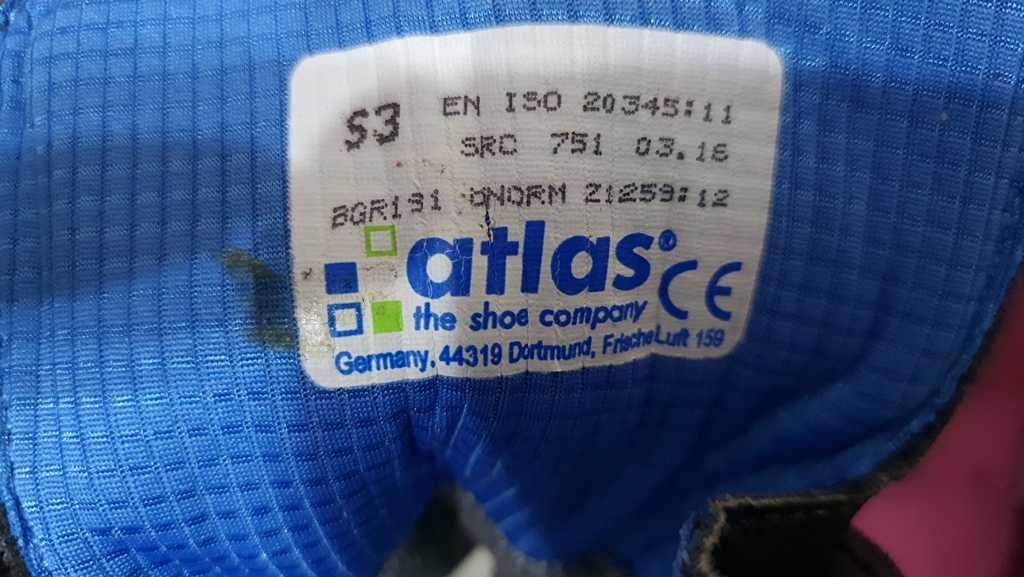 S3 EN ISO 20345:11
SRC 751 03.16
BGR191 ÖNORM Z1259:12
atlas®
the shoe company
CE
Germany, 44319 Dortmund, Frische Luft 159